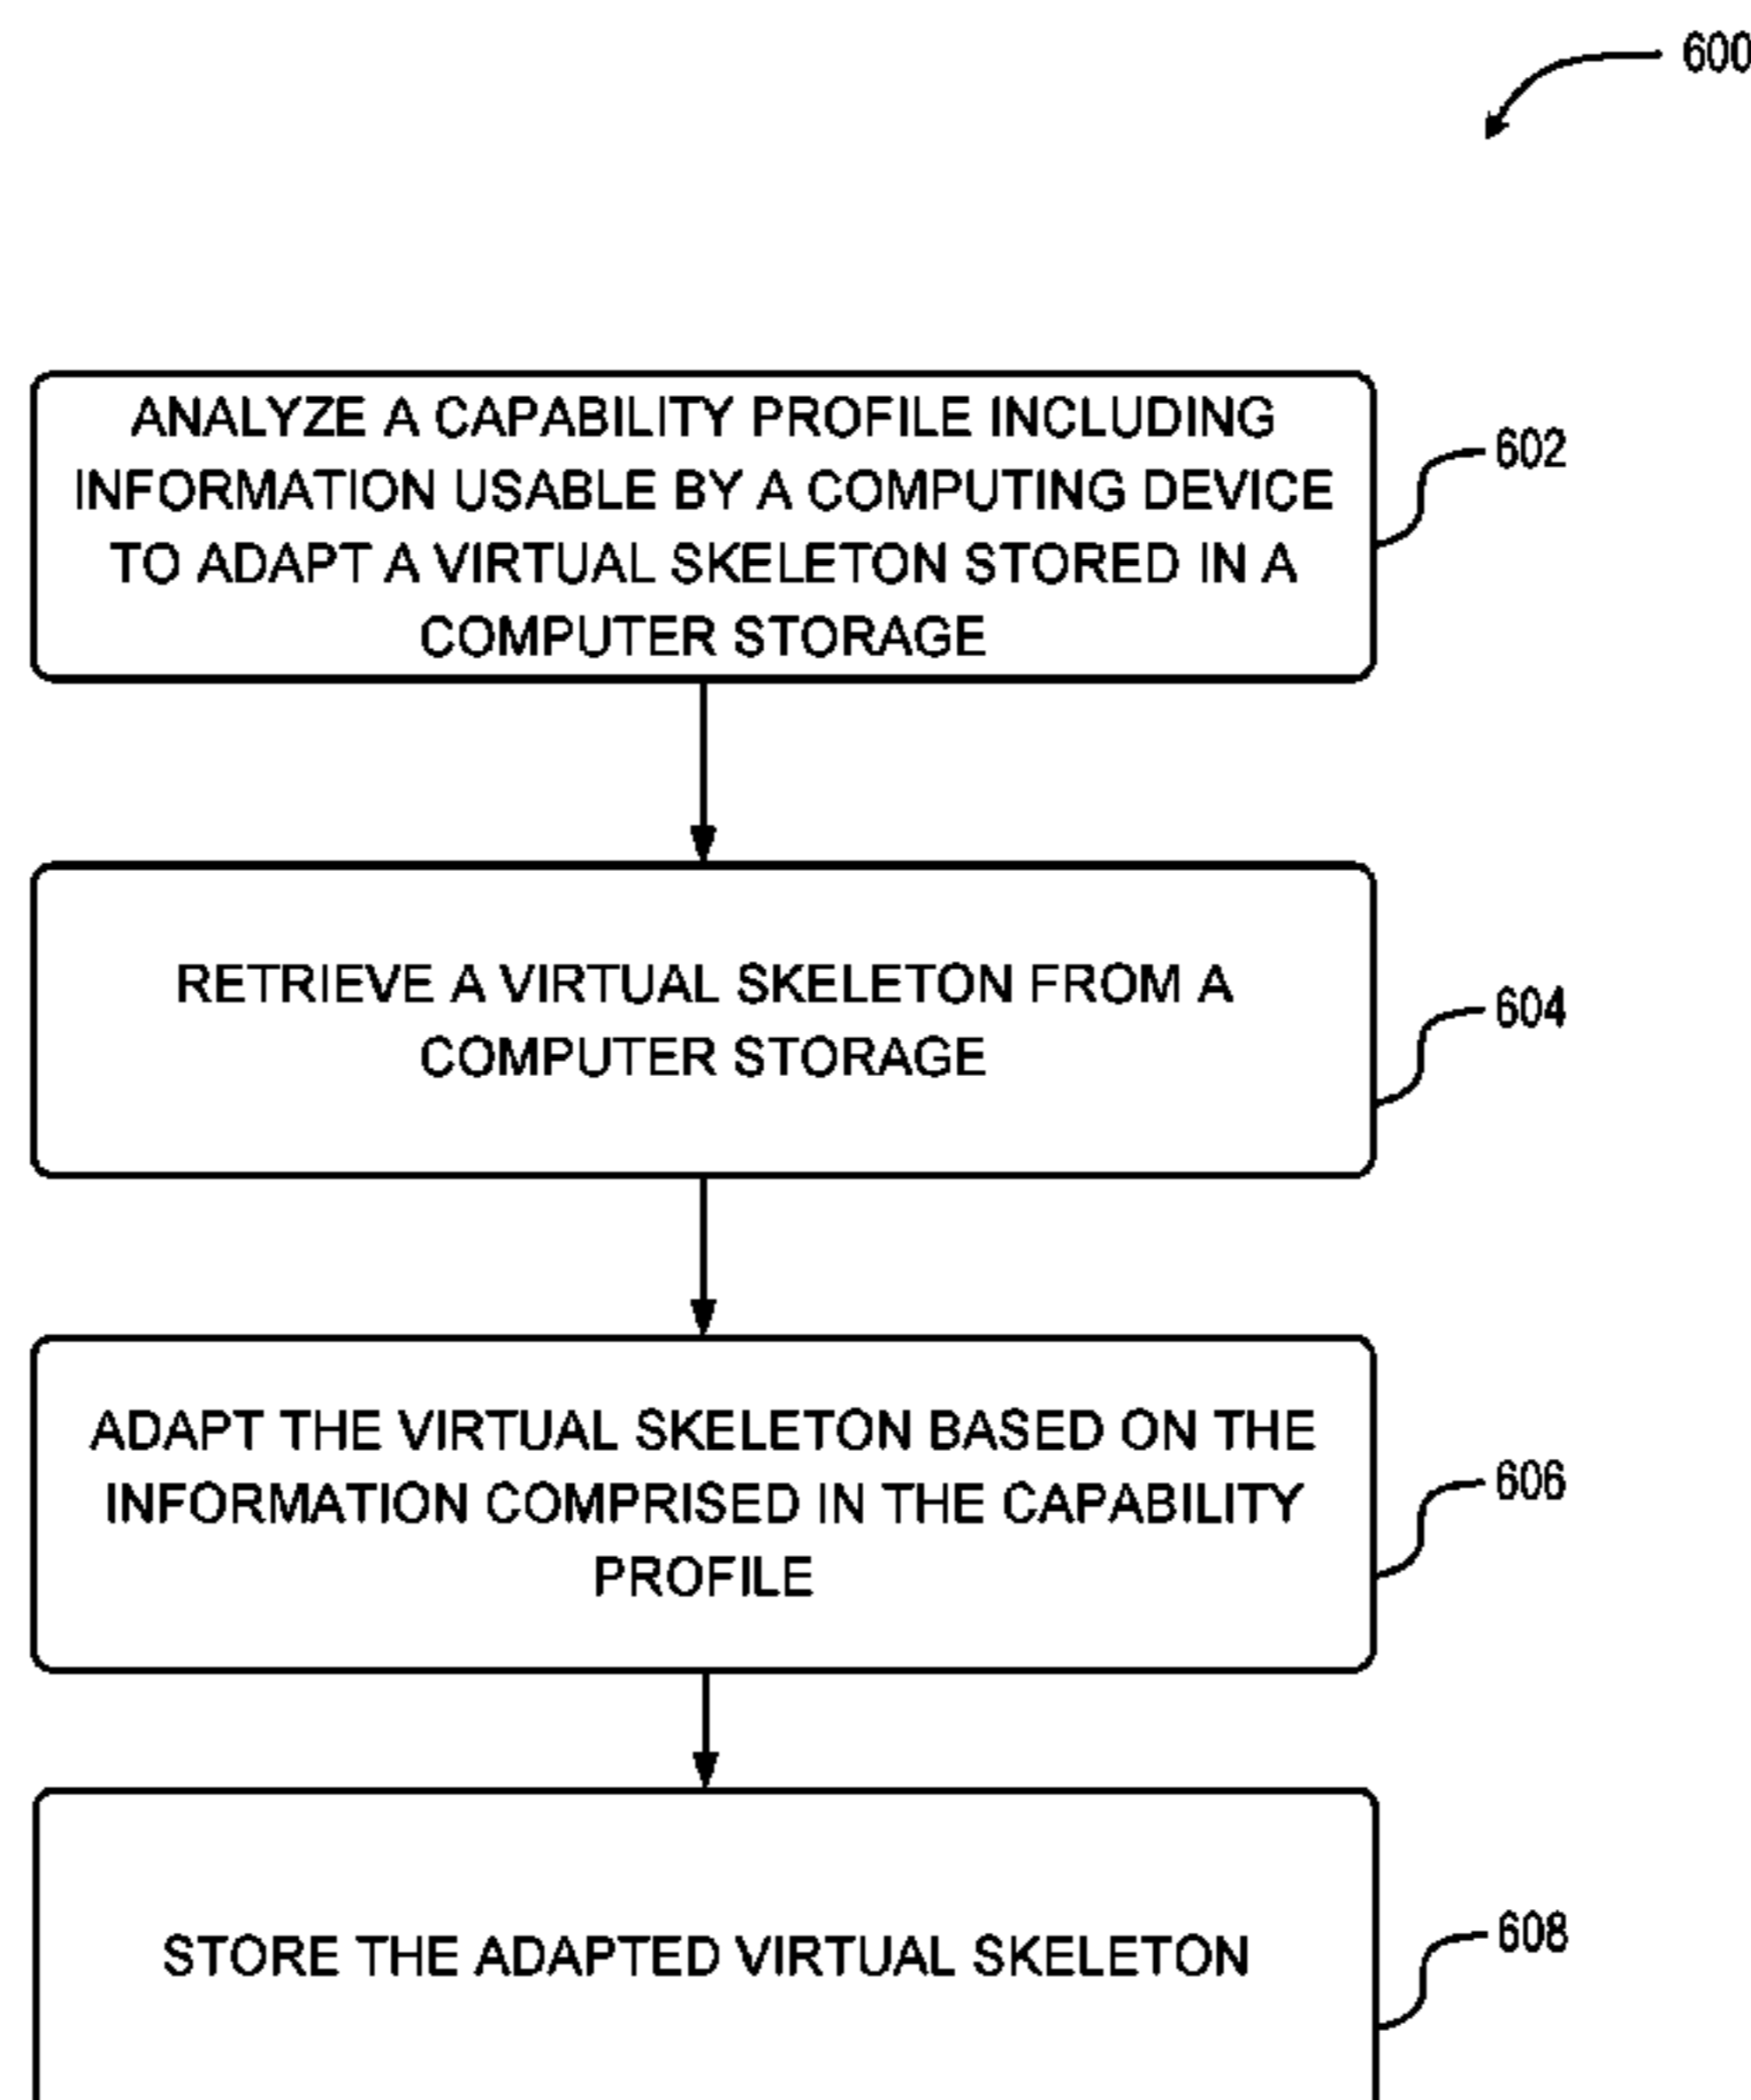 600
ANALYZE A CAPABILITY PROFILE INCLUDING
INFORMATION USABLE BY A COMPUTING DEVICE
TO ADAPT A VIRTUAL SKELETON STORED IN A
COMPUTER STORAGE
602
RETRIEVE A VIRTUAL SKELETON FROM A
COMPUTER STORAGE
604
ADAPT THE VIRTUAL SKELETON BASED ON THE
INFORMATION COMPRISED IN THE CAPABILITY
PROFILE
606
STORE THE ADAPTED VIRTUAL SKELETON
608